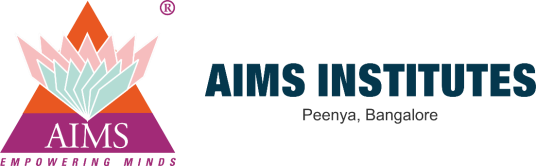 ®
AIMS
EMPOWERING MINDS
AIMS INSTITUTES
Peenya, Bangalore